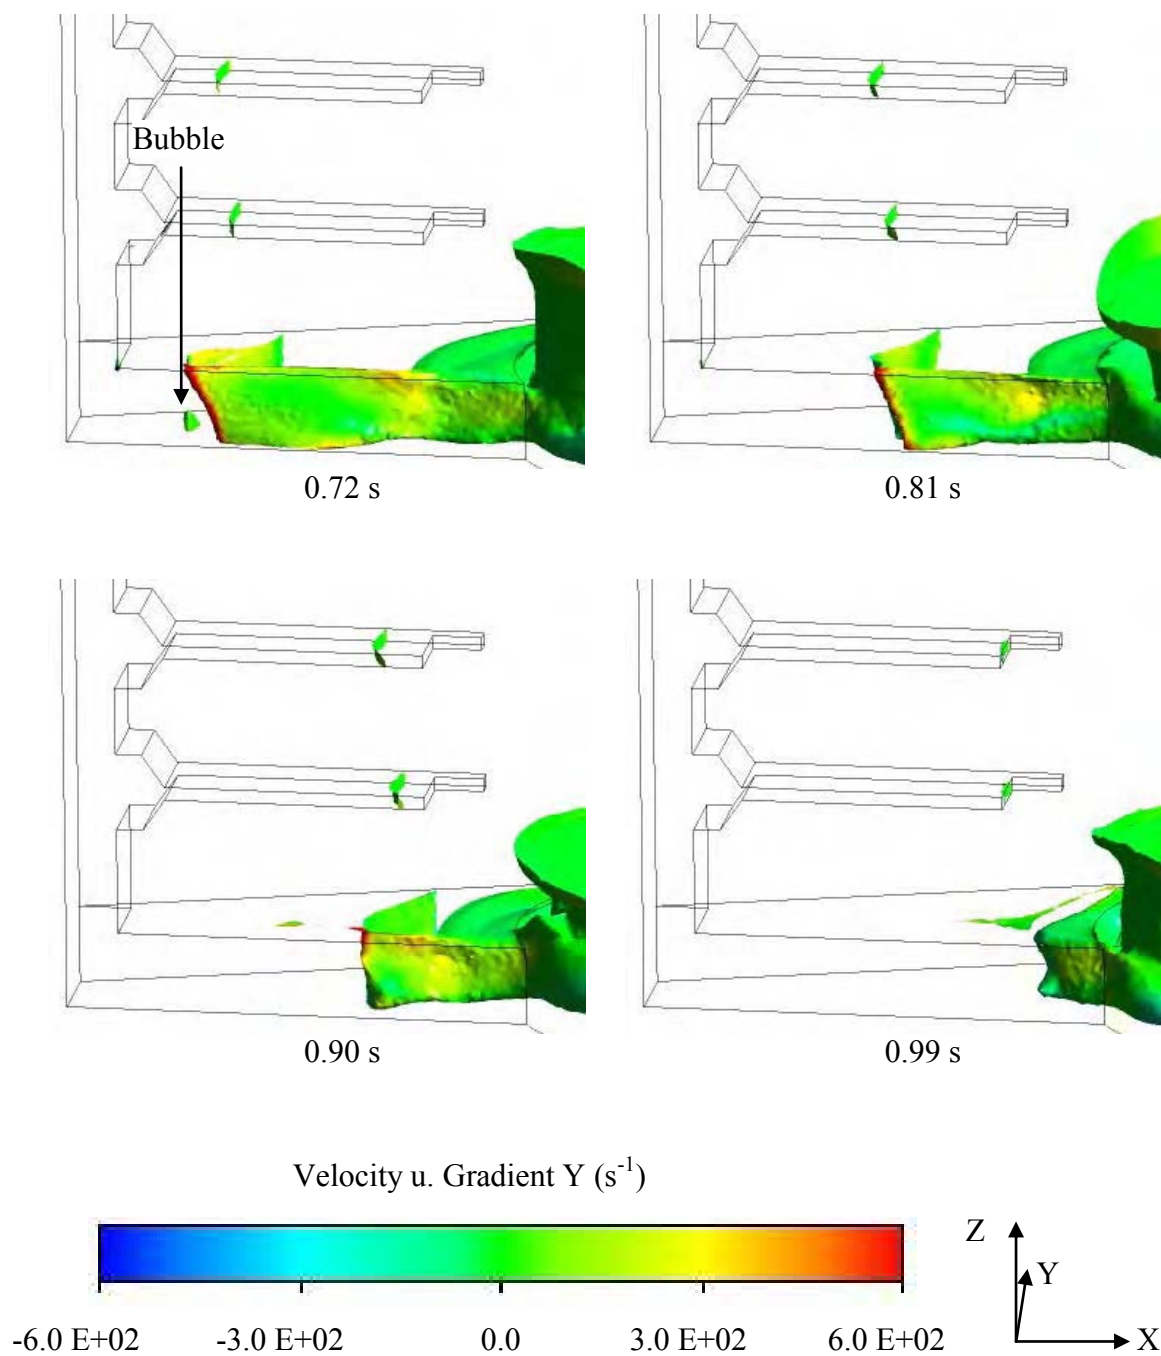 Bubble
0.72 s
0.81 s
0.90 s
0.99 s
Velocity u. Gradient Y (s⁻¹)
Z
Y
X
-6.0 E+02 -3.0 E+02 0.0 3.0 E+02 6.0 E+02